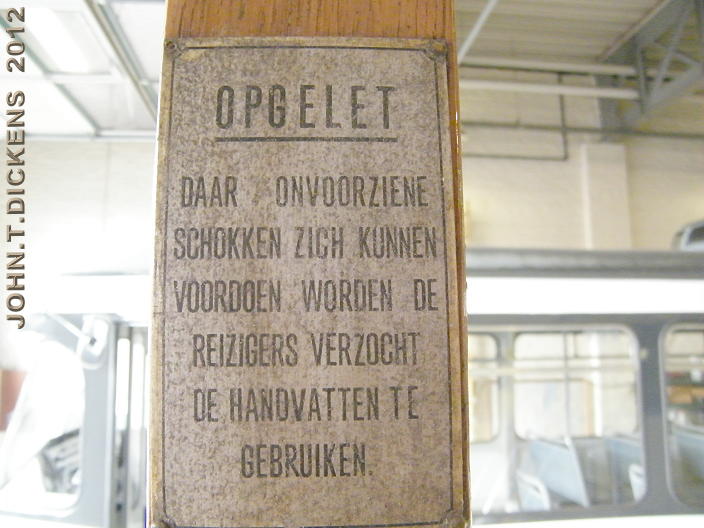 OPGELET
DAAR ONVOORZIENE
SCHOKKEN ZICH KUNNEN
VOORDOEN WORDEN DE
REIZIGERS VERZOCHT
DE HANDVATTEN TE
GEBRUIKEN.
JOHN.T.DICKENS 2012